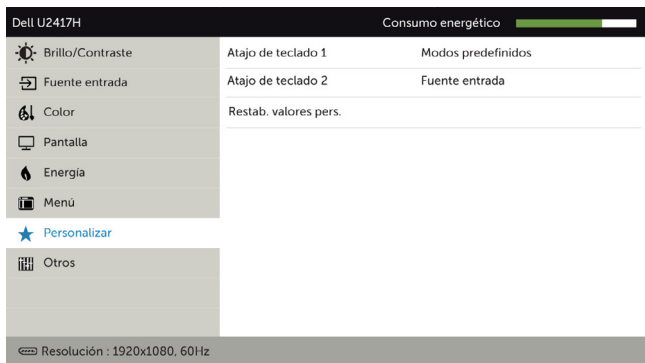 Dell U2417H Consumo energético
Brillo/Contraste Atajo de teclado 1 Modos predefinidos
Fuente entrada Atajo de teclado 2 Fuente entrada
Color Restab. valores pers.
Pantalla
Energía
Menú
Personalizar
Otros
Resolución : 1920x1080, 60Hz